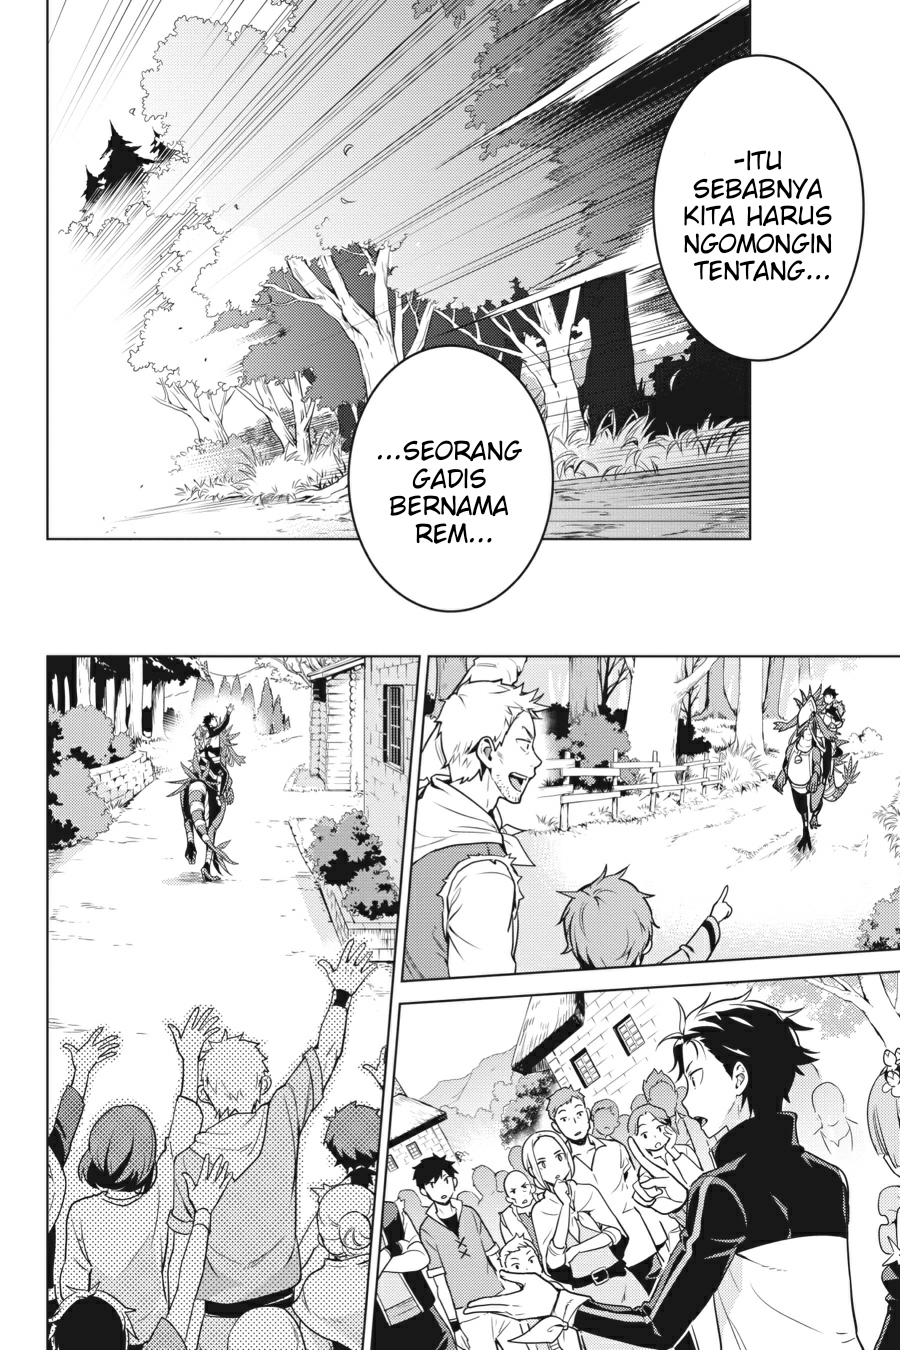 -ITU
SEBABNYA
KITA HARUS
NGOMONGIN
TENTANG...
...SEORANG
GADIS
BERNAMA
REM...